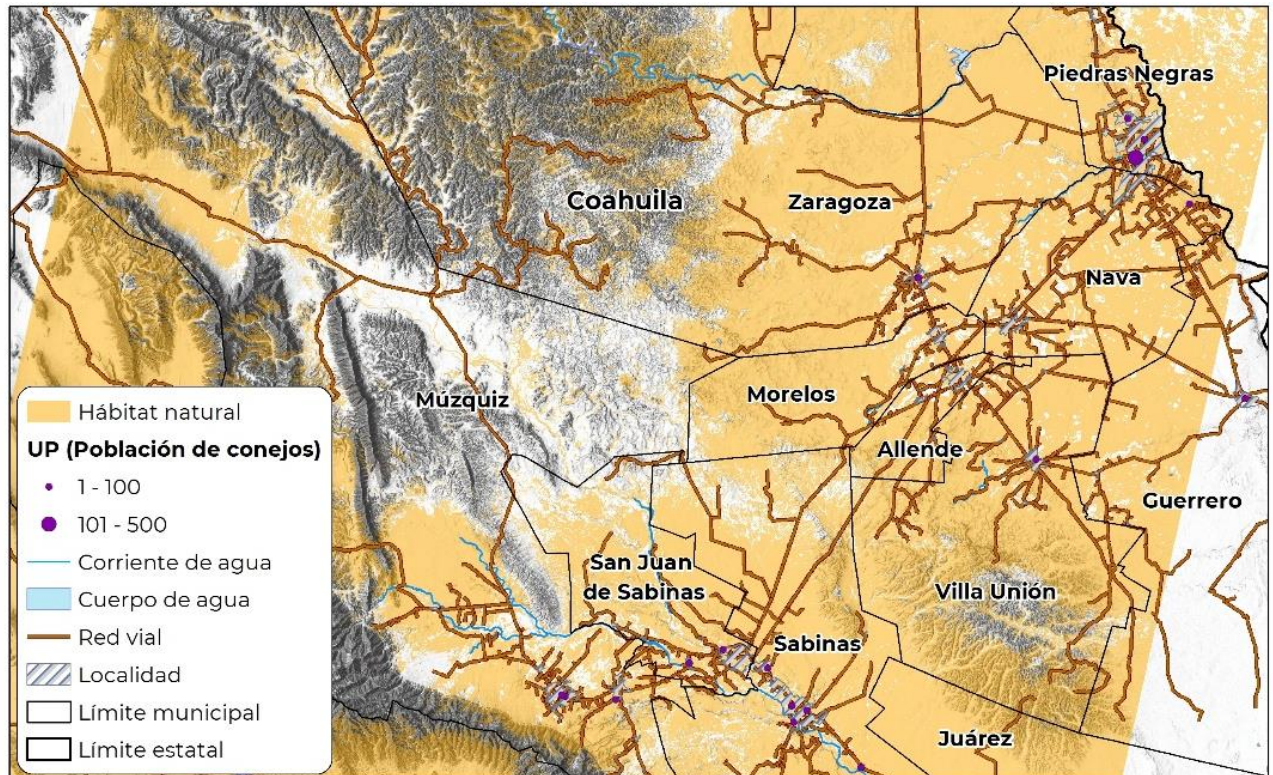 Piedras Negras
Coahuila
Zaragoza
Nava
Múzquiz
Morelos
Allende
Guerrero
San Juan
de Sabinas
Villa Unión
Sabinas
Juárez
Hábitat natural
UP (Población de conejos)
1 - 100
101 - 500
Corriente de agua
Cuerpo de agua
Red vial
Localidad
Límite municipal
Límite estatal